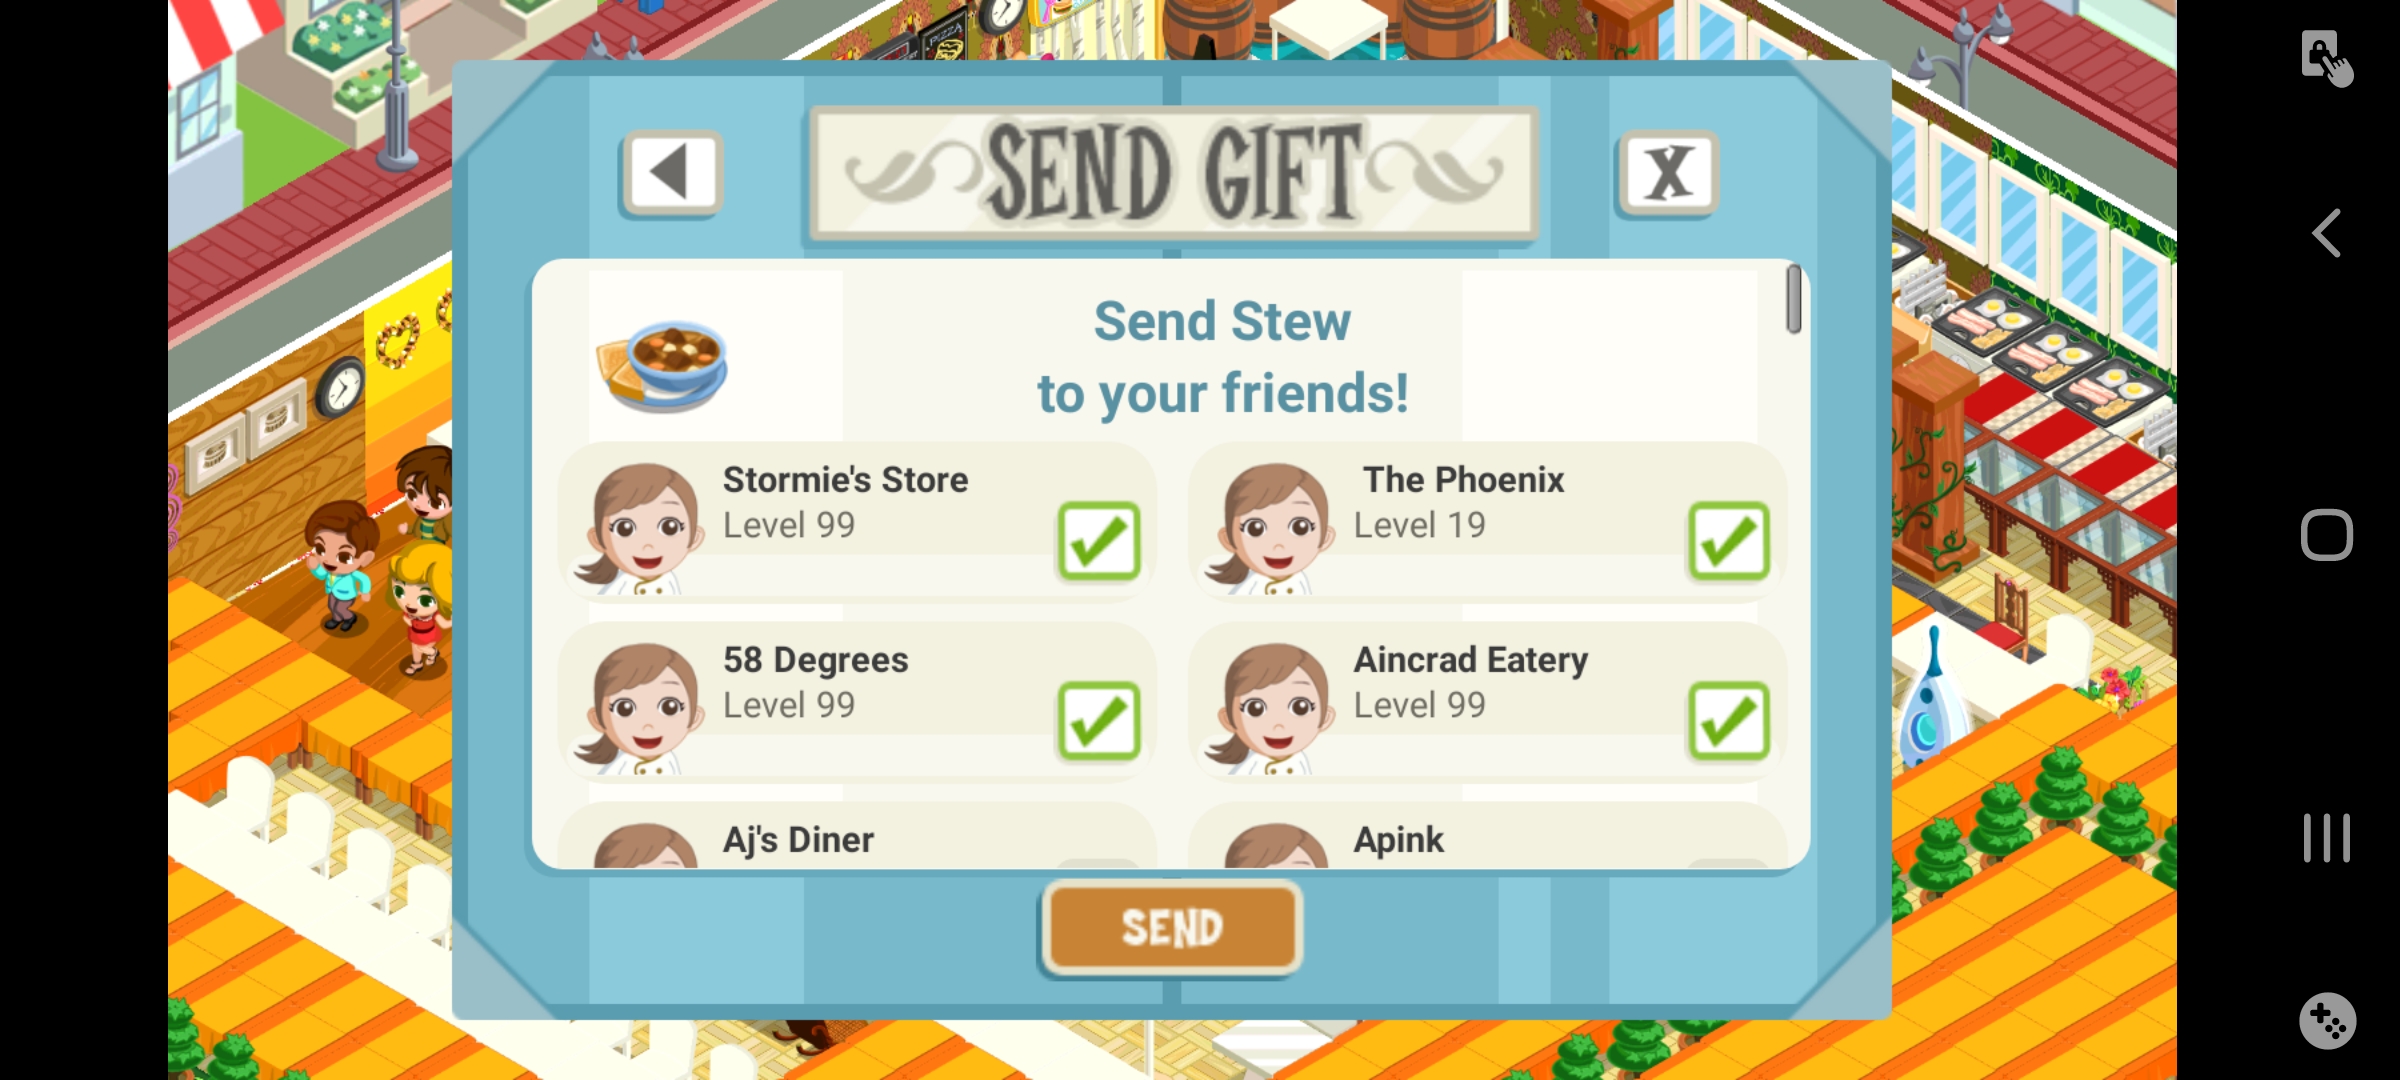 PIZZA
SEND GIFT
X
Send Stew
to your friends!
Stormie's Store
Level 99
The Phoenix
Level 19
58 Degrees
Level 99
Aincrad Eatery
Level 99
Aj's Diner
Apink
SEND